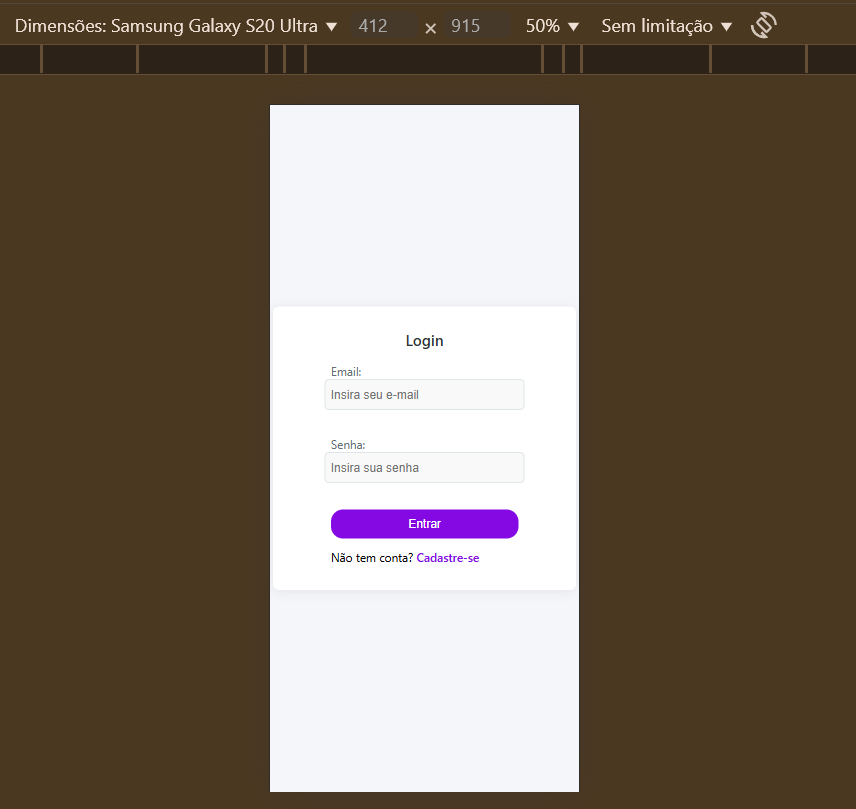 Dimensões: Samsung Galaxy S20 Ultra ▼ 412 × 915 50% ▼ Sem limitação ▼
Login
Email:
Insira seu e-mail
Senha:
Insira sua senha
Entrar
Não tem conta? Cadastre-se